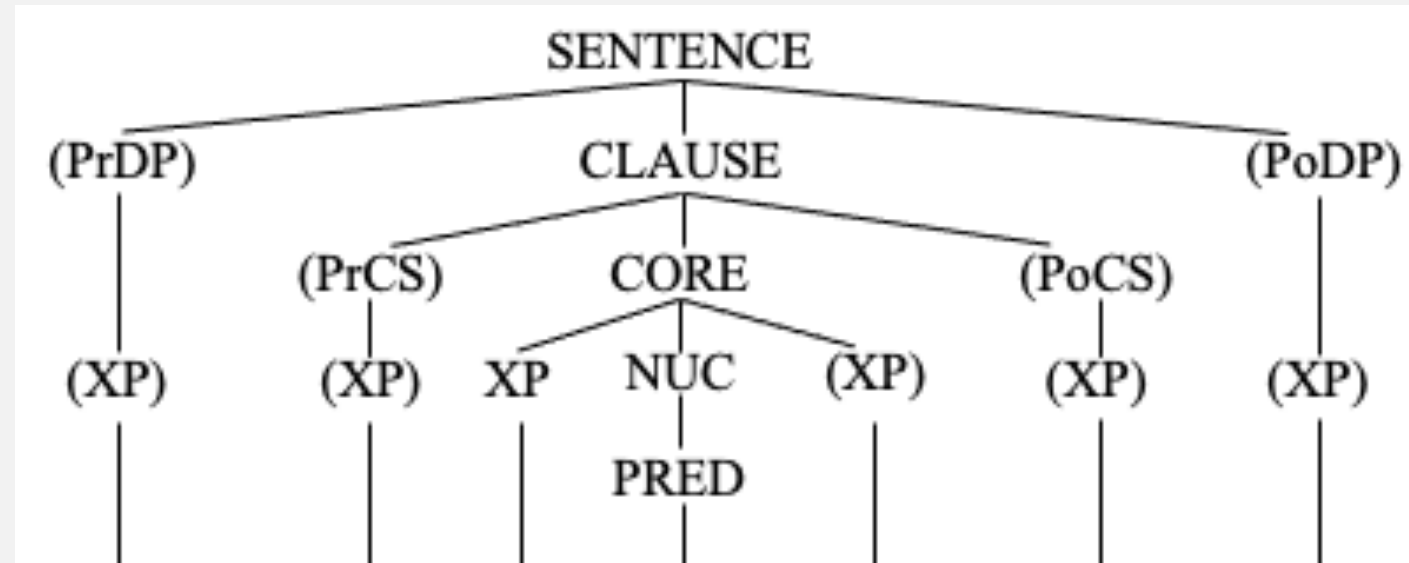 SENTENCE
(PrDP) CLAUSE (PoDP)
(PrCS) CORE (PoCS)
(XP) (XP) XP NUC (XP) (XP) (XP)
PRED